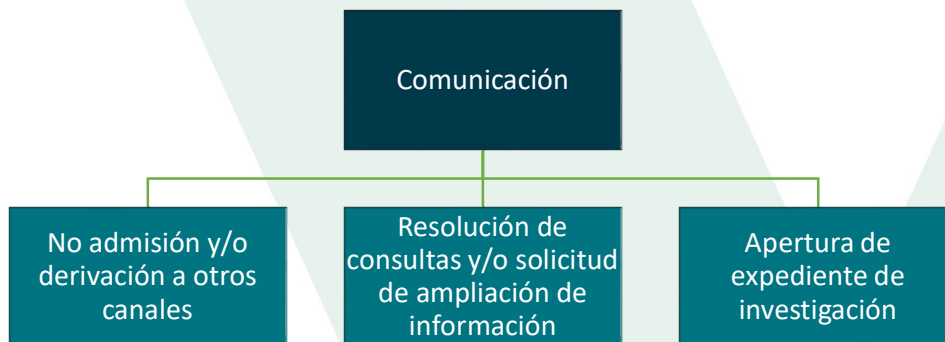 Comunicación
No admisión y/o
derivación a otros
canales
Resolución de
consultas y/o solicitud
de ampliación de
información
Apertura de
expediente de
investigación